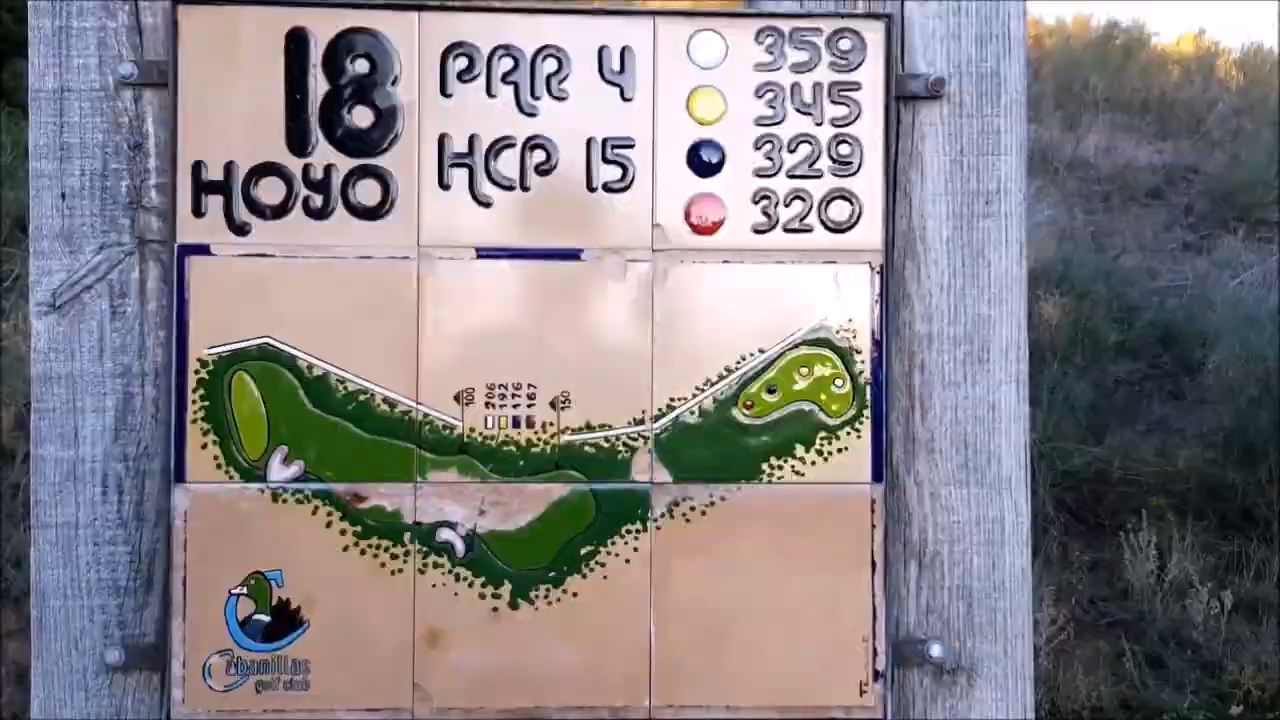 18
HOYO
PAR 4
HCP 15
359
345
329
320
100
206
192
176
167
150
Cabanillas
golf club